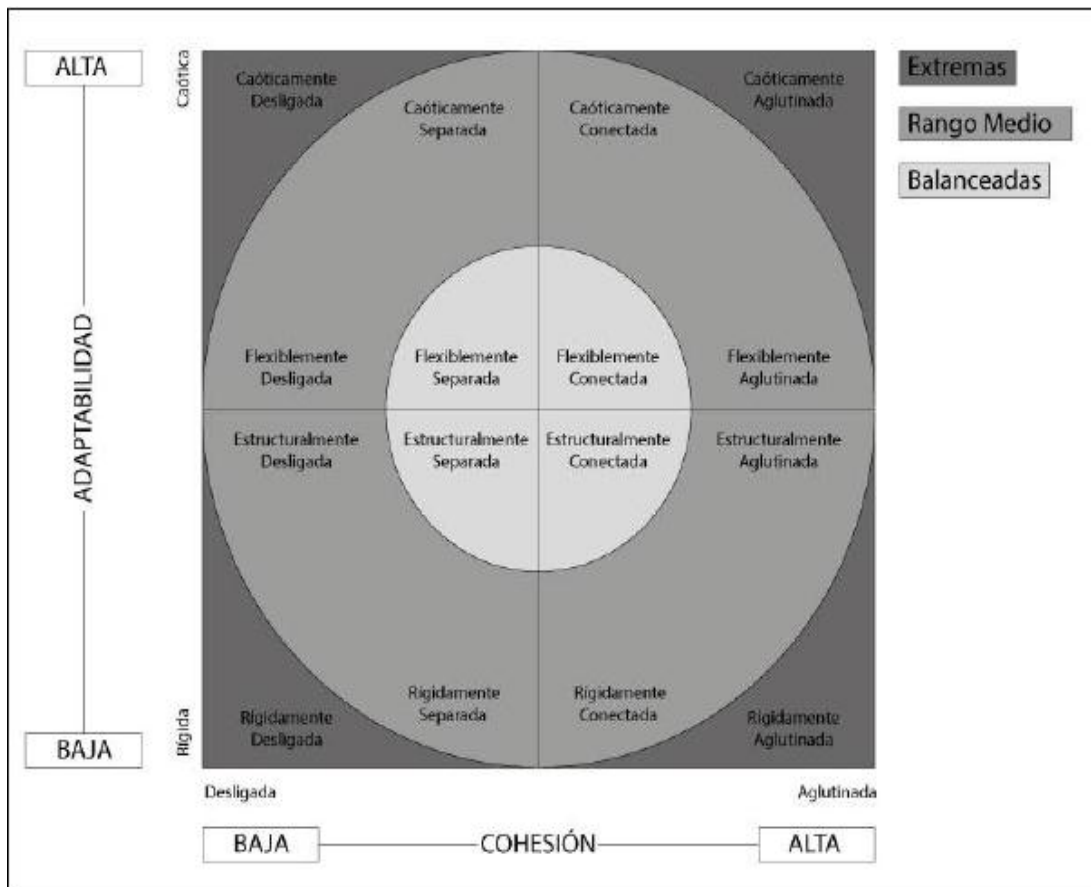 ALTA
Caótica
Caóticamente
Desligada
Caóticamente
Separada
Caóticamente
Conectada
Caóticamente
Aglutinada
Extremas
Rango Medio
Balanceadas
ADAPTABILIDAD
Flexiblemente
Desligada
Flexiblemente
Separada
Flexiblemente
Conectada
Flexiblemente
Aglutinada
Estructuralmente
Desligada
Estructuralmente
Separada
Estructuralmente
Conectada
Estructuralmente
Aglutinada
Rígidamente
Desligada
Rígidamente
Separada
Rígidamente
Conectada
Rígidamente
Aglutinada
BAJA
Rígida
Desligada
Aglutinada
BAJA
COHESIÓN
ALTA